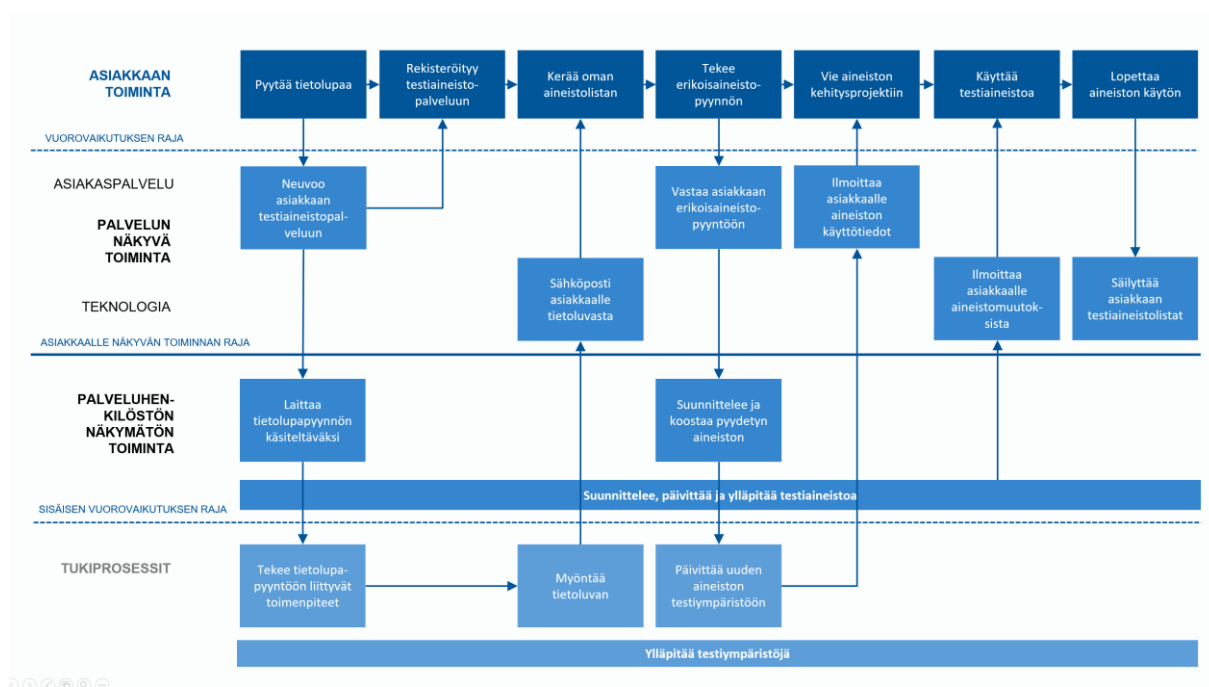 ASIAKKAAN
TOIMINTA
Pyytää tietolupaa
Rekisteröityy
testiaineisto-
palveluun
Kerää oman
aineistolistan
Tekee
erikoisaineisto-
pyynnön
Vie aineiston
kehitysprojektiin
Käyttää
testiaineistoa
Lopettaa
aineiston käytön
VUOROVAIKUTUKSEN RAJA
ASIAKASPALVELU
PALVELUN
NÄKYVÄ
TOIMINTA
TEKNOLOGIA
Neuvoo
asiakkaan
testiaineistopal-
veluun
Vastaa asiakkaan
erikoisaineisto-
pyyntöön
Ilmoittaa
asiakkaalle
aineiston
käyttötiedot
Sähköposti
asiakkaalle
tietoluvasta
Ilmoittaa
asiakkaalle
aineistomuutok-
sista
Säilyttää
asiakkaan
testiaineistolistat
ASIAKKAALLE NÄKYVÄN TOIMINNAN RAJA
PALVELUHEN-
KILÖSTÖN
NÄKYMÄTÖN
TOIMINTA
Laittaa
tietolupapyynnön
käsiteltäväksi
Suunnittelee ja
koostaa pyydetyn
aineiston
Suunnittelee, päivittää ja ylläpitää testiaineistoa
SISÄISEN VUOROVAIKUTUKSEN RAJA
TUKIPROSESSIT
Tekee tietolupa-
pyyntöön liittyvät
toimenpiteet
Myöntää
tietoluvan
Päivittää uuden
aineiston
testiympäristöön
Ylläpitää testiympäristöjä